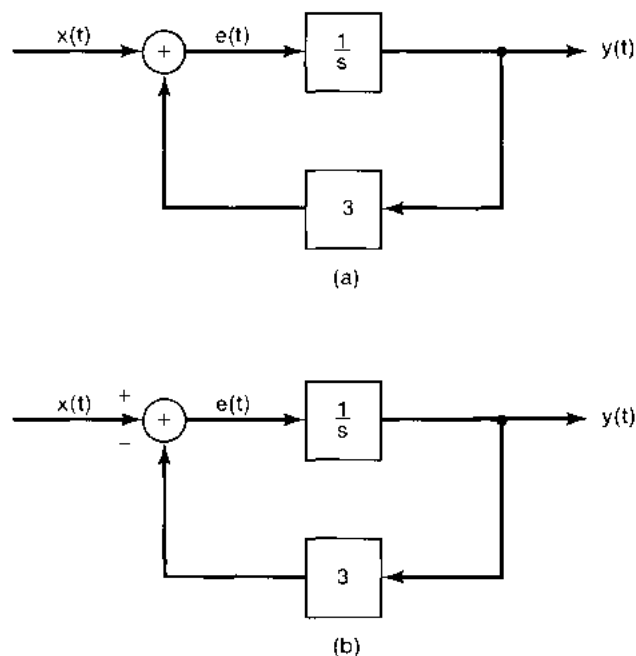 x(t) + e(t) 1/s y(t)
3
(a)
x(t) + − + e(t) 1/s y(t)
3
(b)